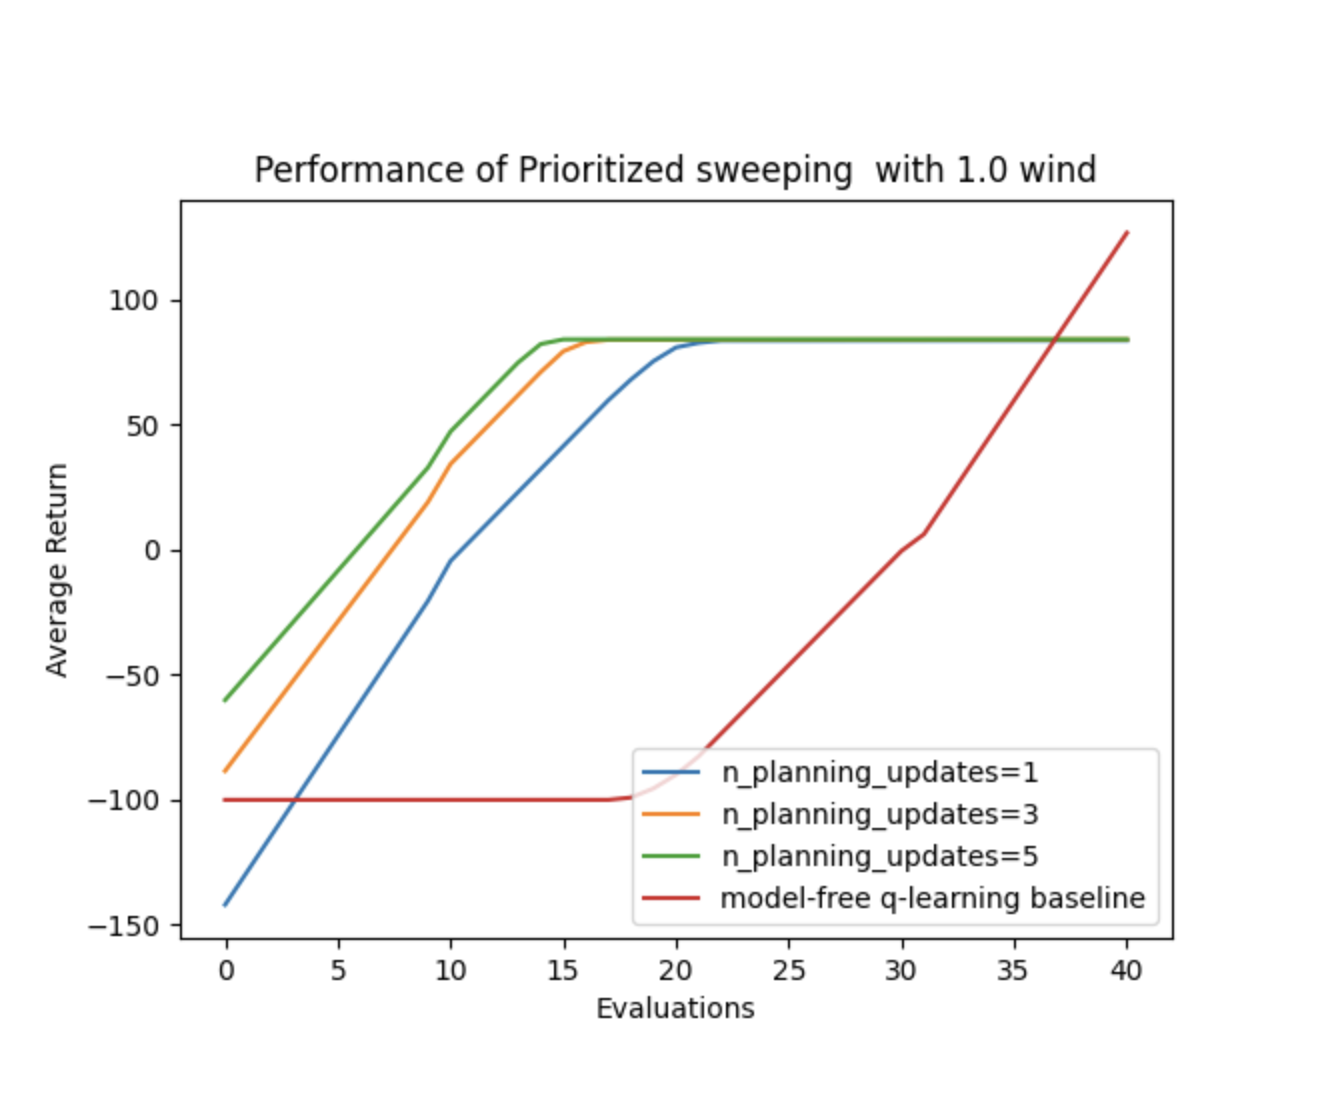 Performance of Prioritized sweeping  with 1.0 wind
100
50
0
−50
−100
−150
Average Return
n_planning_updates=1
n_planning_updates=3
n_planning_updates=5
model-free q-learning baseline
0 5 10 15 20 25 30 35 40
Evaluations